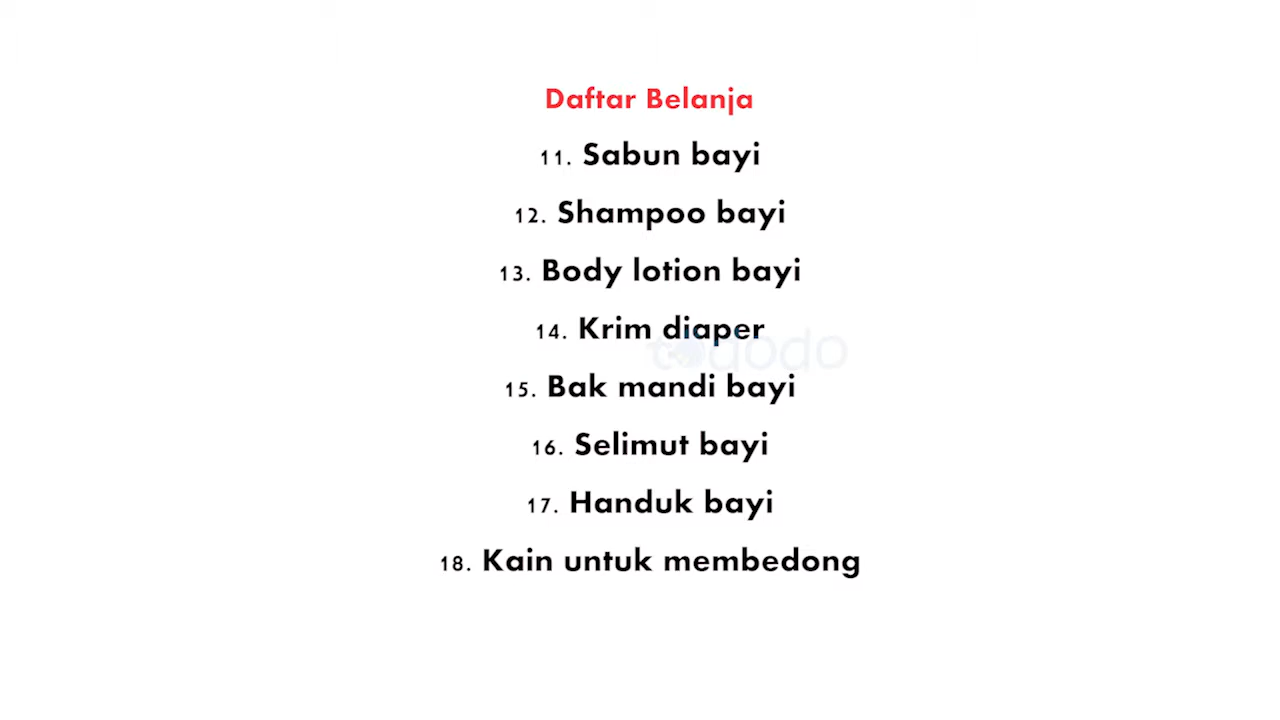 Daftar Belanja
11. Sabun bayi
12. Shampoo bayi
13. Body lotion bayi
14. Krim diaper
tododo
15. Bak mandi bayi
16. Selimut bayi
17. Handuk bayi
18. Kain untuk membedong